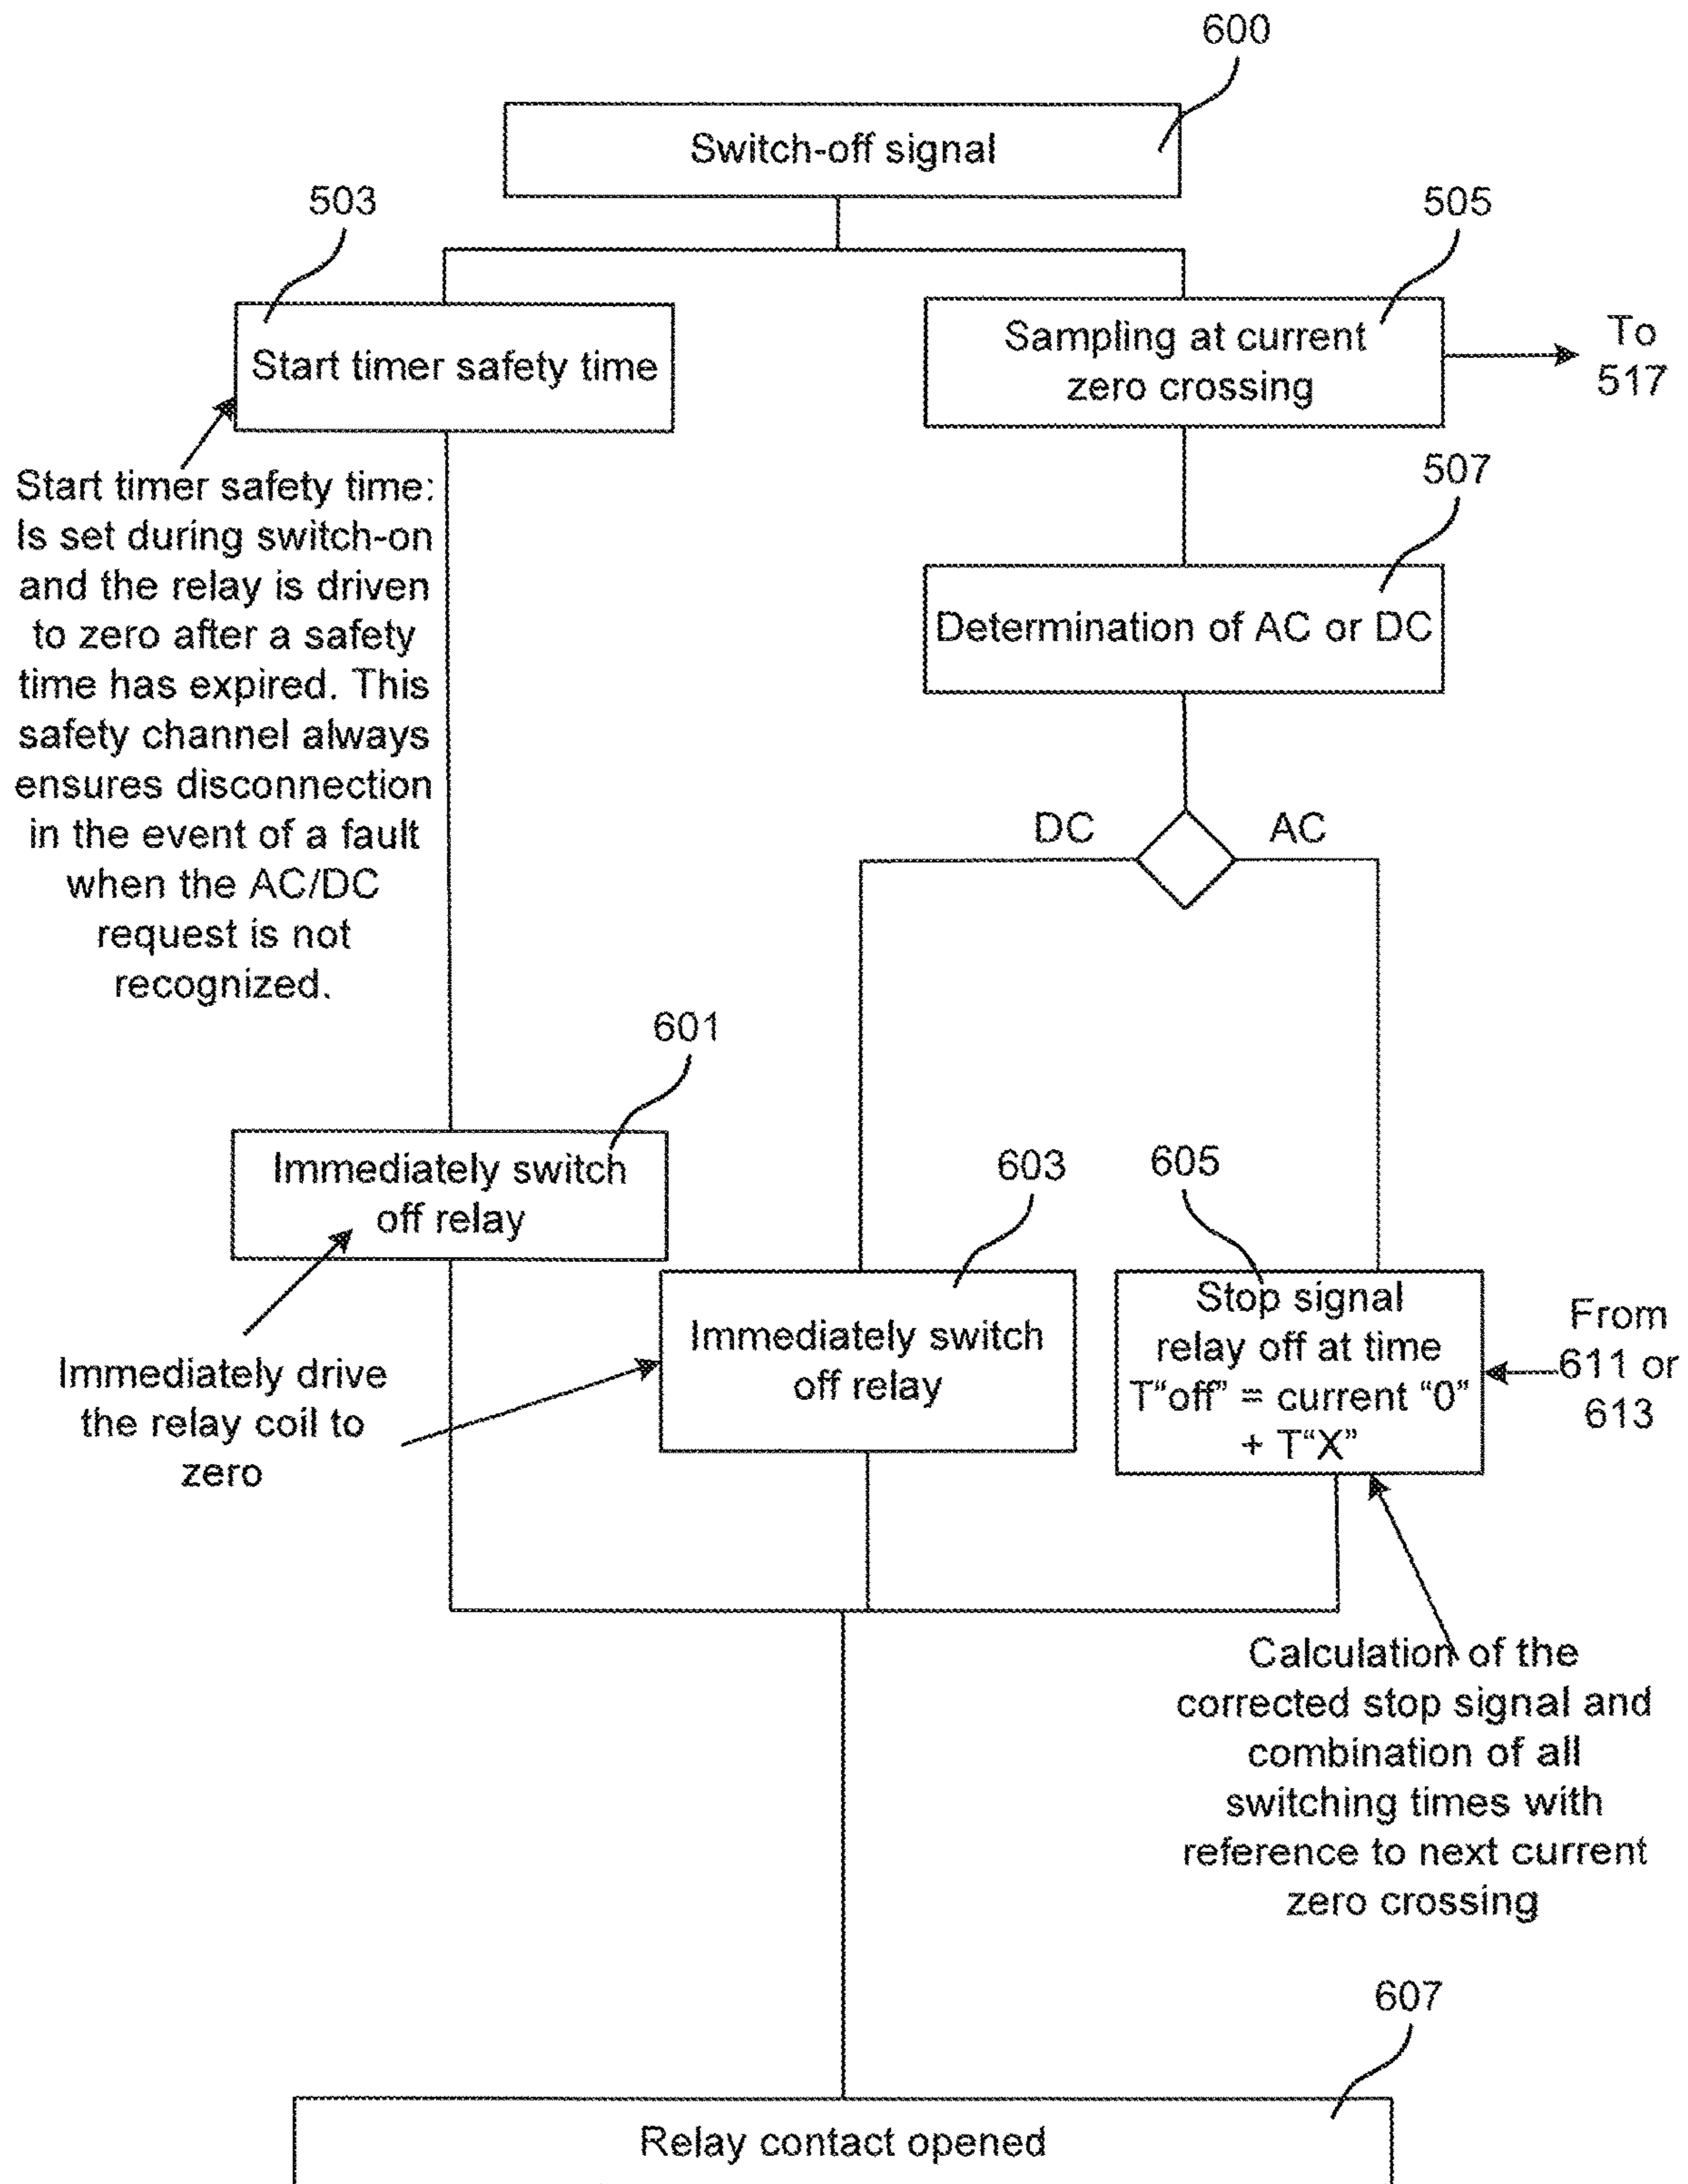 600
Switch-off signal
503
505
Start timer safety time
Sampling at current
zero crossing
To
517
507
Start timer safety time:
Is set during switch-on
and the relay is driven
to zero after a safety
time has expired. This
safety channel always
ensures disconnection
in the event of a fault
when the AC/DC
request is not
recognized.
Determination of AC or DC
DC
AC
601
Immediately switch
off relay
603
605
Immediately drive
the relay coil to
zero
Immediately switch
off relay
Stop signal
relay off at time
T“off” = current “0”
+ T“X”
From
611 or
613
Calculation of the
corrected stop signal and
combination of all
switching times with
reference to next current
zero crossing
607
Relay contact opened